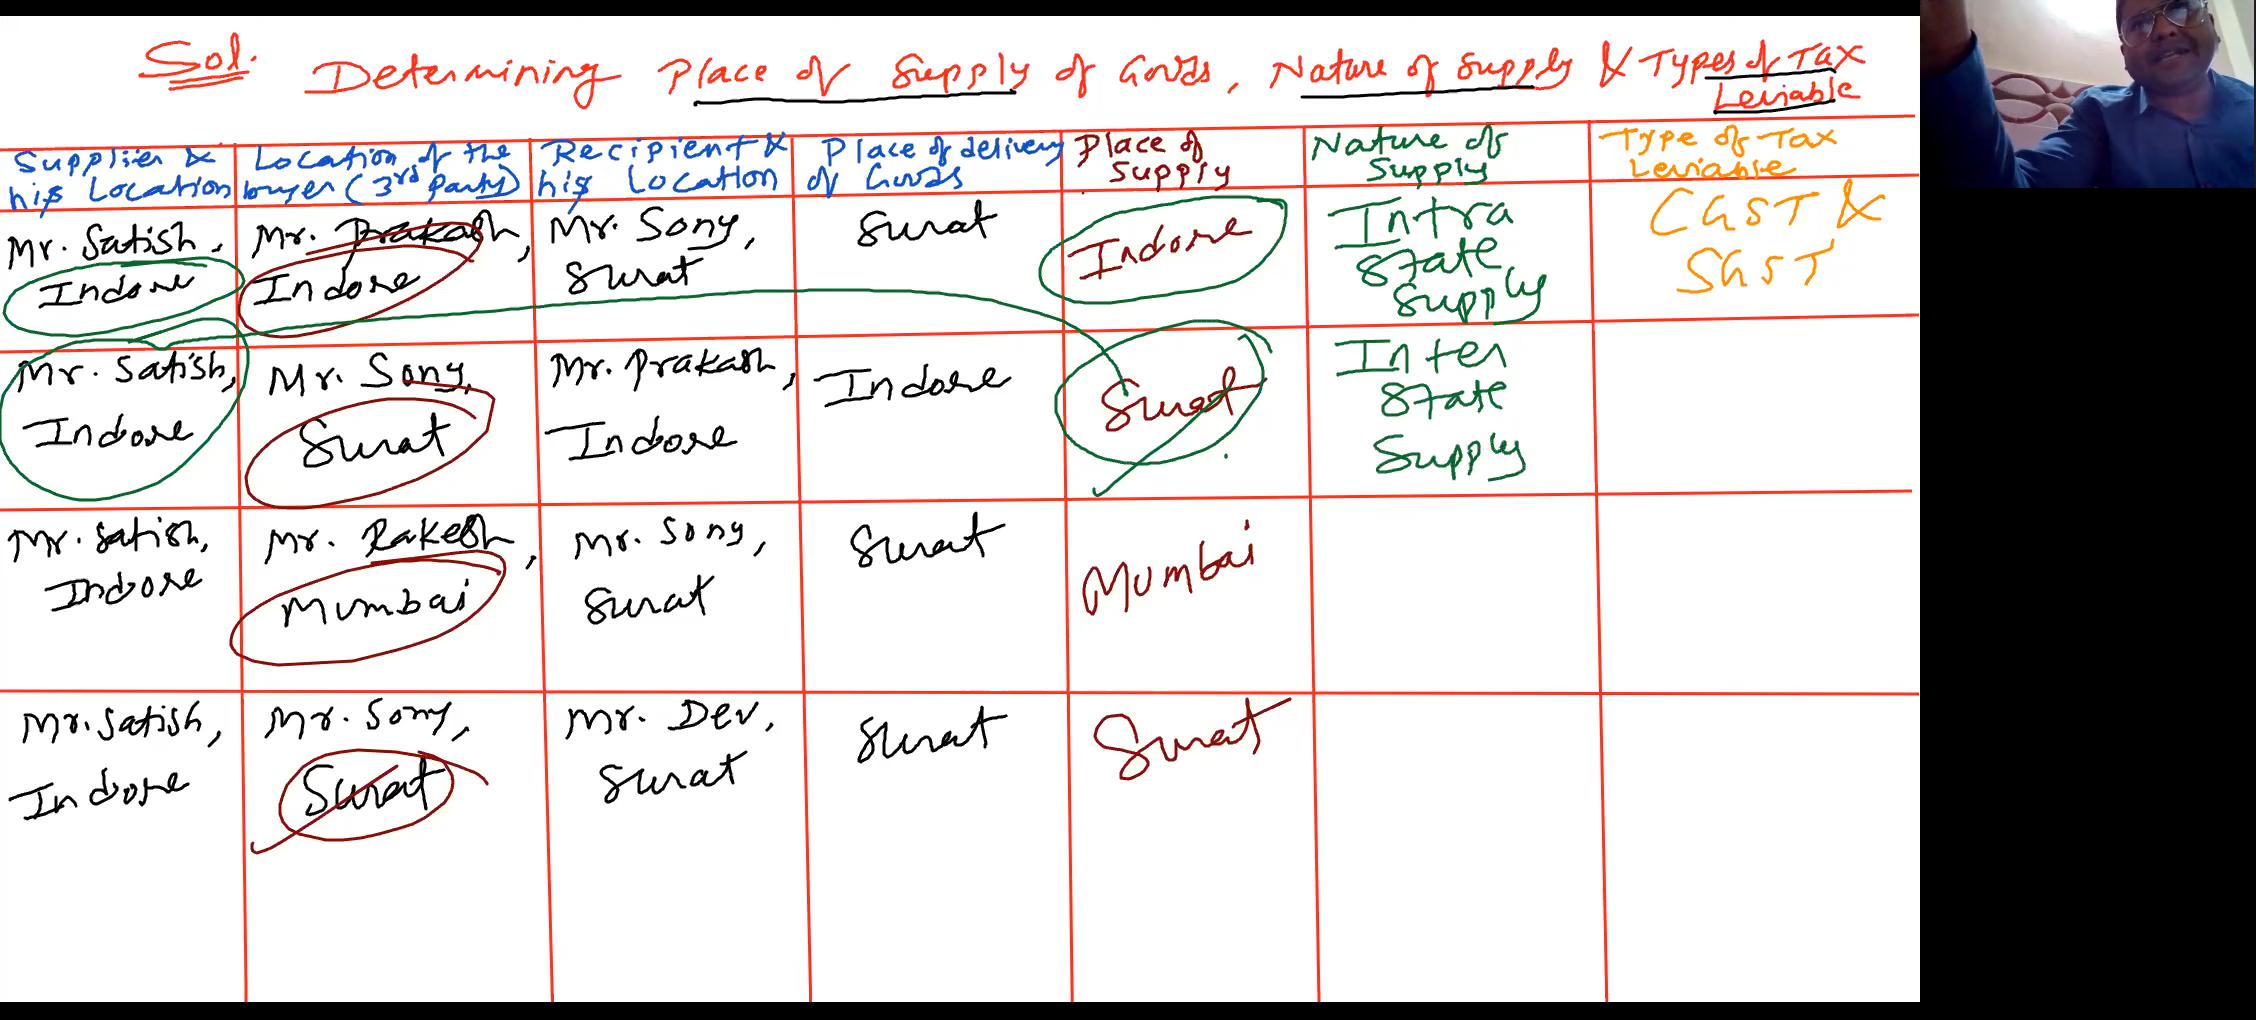 Sol. Determining Place of Supply of Goods, Nature of Supply & Types of Tax
Leviable
Supplier & his Location
Location of the buyer (3rd Party)
Recipient & his Location
Place of delivery of Goods
Place of Supply
Nature of Supply
Type of Tax Leviable
Mr. Satish, Indore
Mr. Prakash, Indore
Mr. Sony, Surat
Surat
Indore
Intra State Supply
CGST & SGST
Mr. Satish, Indore
Mr. Sony, Surat
Mr. Prakash, Indore
Indore
Surat
Inter State Supply
Mr. Satish, Indore
Mr. Rakesh, Mumbai
Mr. Sony, Surat
Surat
Mumbai
Mr. Satish, Indore
Mr. Sony, Surat
Mr. Dev, Surat
Surat
Surat